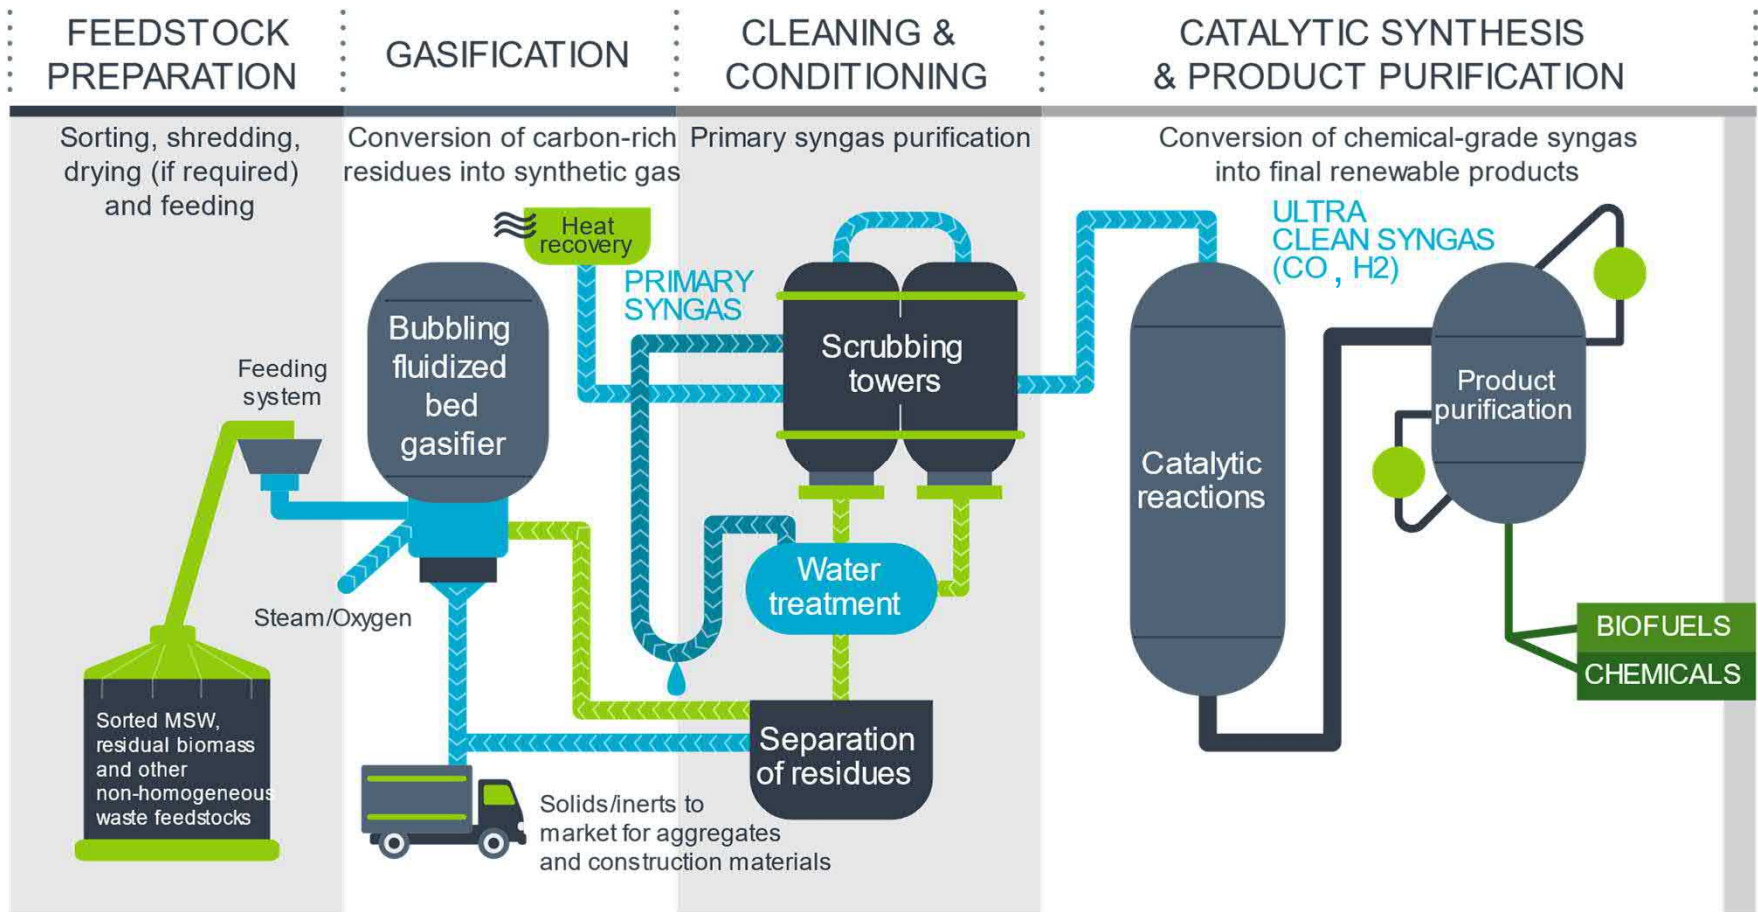 FEEDSTOCK
PREPARATION
GASIFICATION
CLEANING &
CONDITIONING
CATALYTIC SYNTHESIS
& PRODUCT PURIFICATION
Sorting, shredding,
drying (if required)
and feeding
Conversion of carbon-rich
residues into synthetic gas
Primary syngas purification
Conversion of chemical-grade syngas
into final renewable products
Heat
recovery
PRIMARY
SYNGAS
ULTRA
CLEAN SYNGAS
(CO, H2)
Bubbling
fluidized
bed
gasifier
Scrubbing
towers
Feeding
system
Product
purification
Catalytic
reactions
Water
treatment
Steam/Oxygen
BIOFUELS
CHEMICALS
Sorted MSW,
residual biomass
and other
non-homogeneous
waste feedstocks
Separation
of residues
Solids/inerts to
market for aggregates
and construction materials